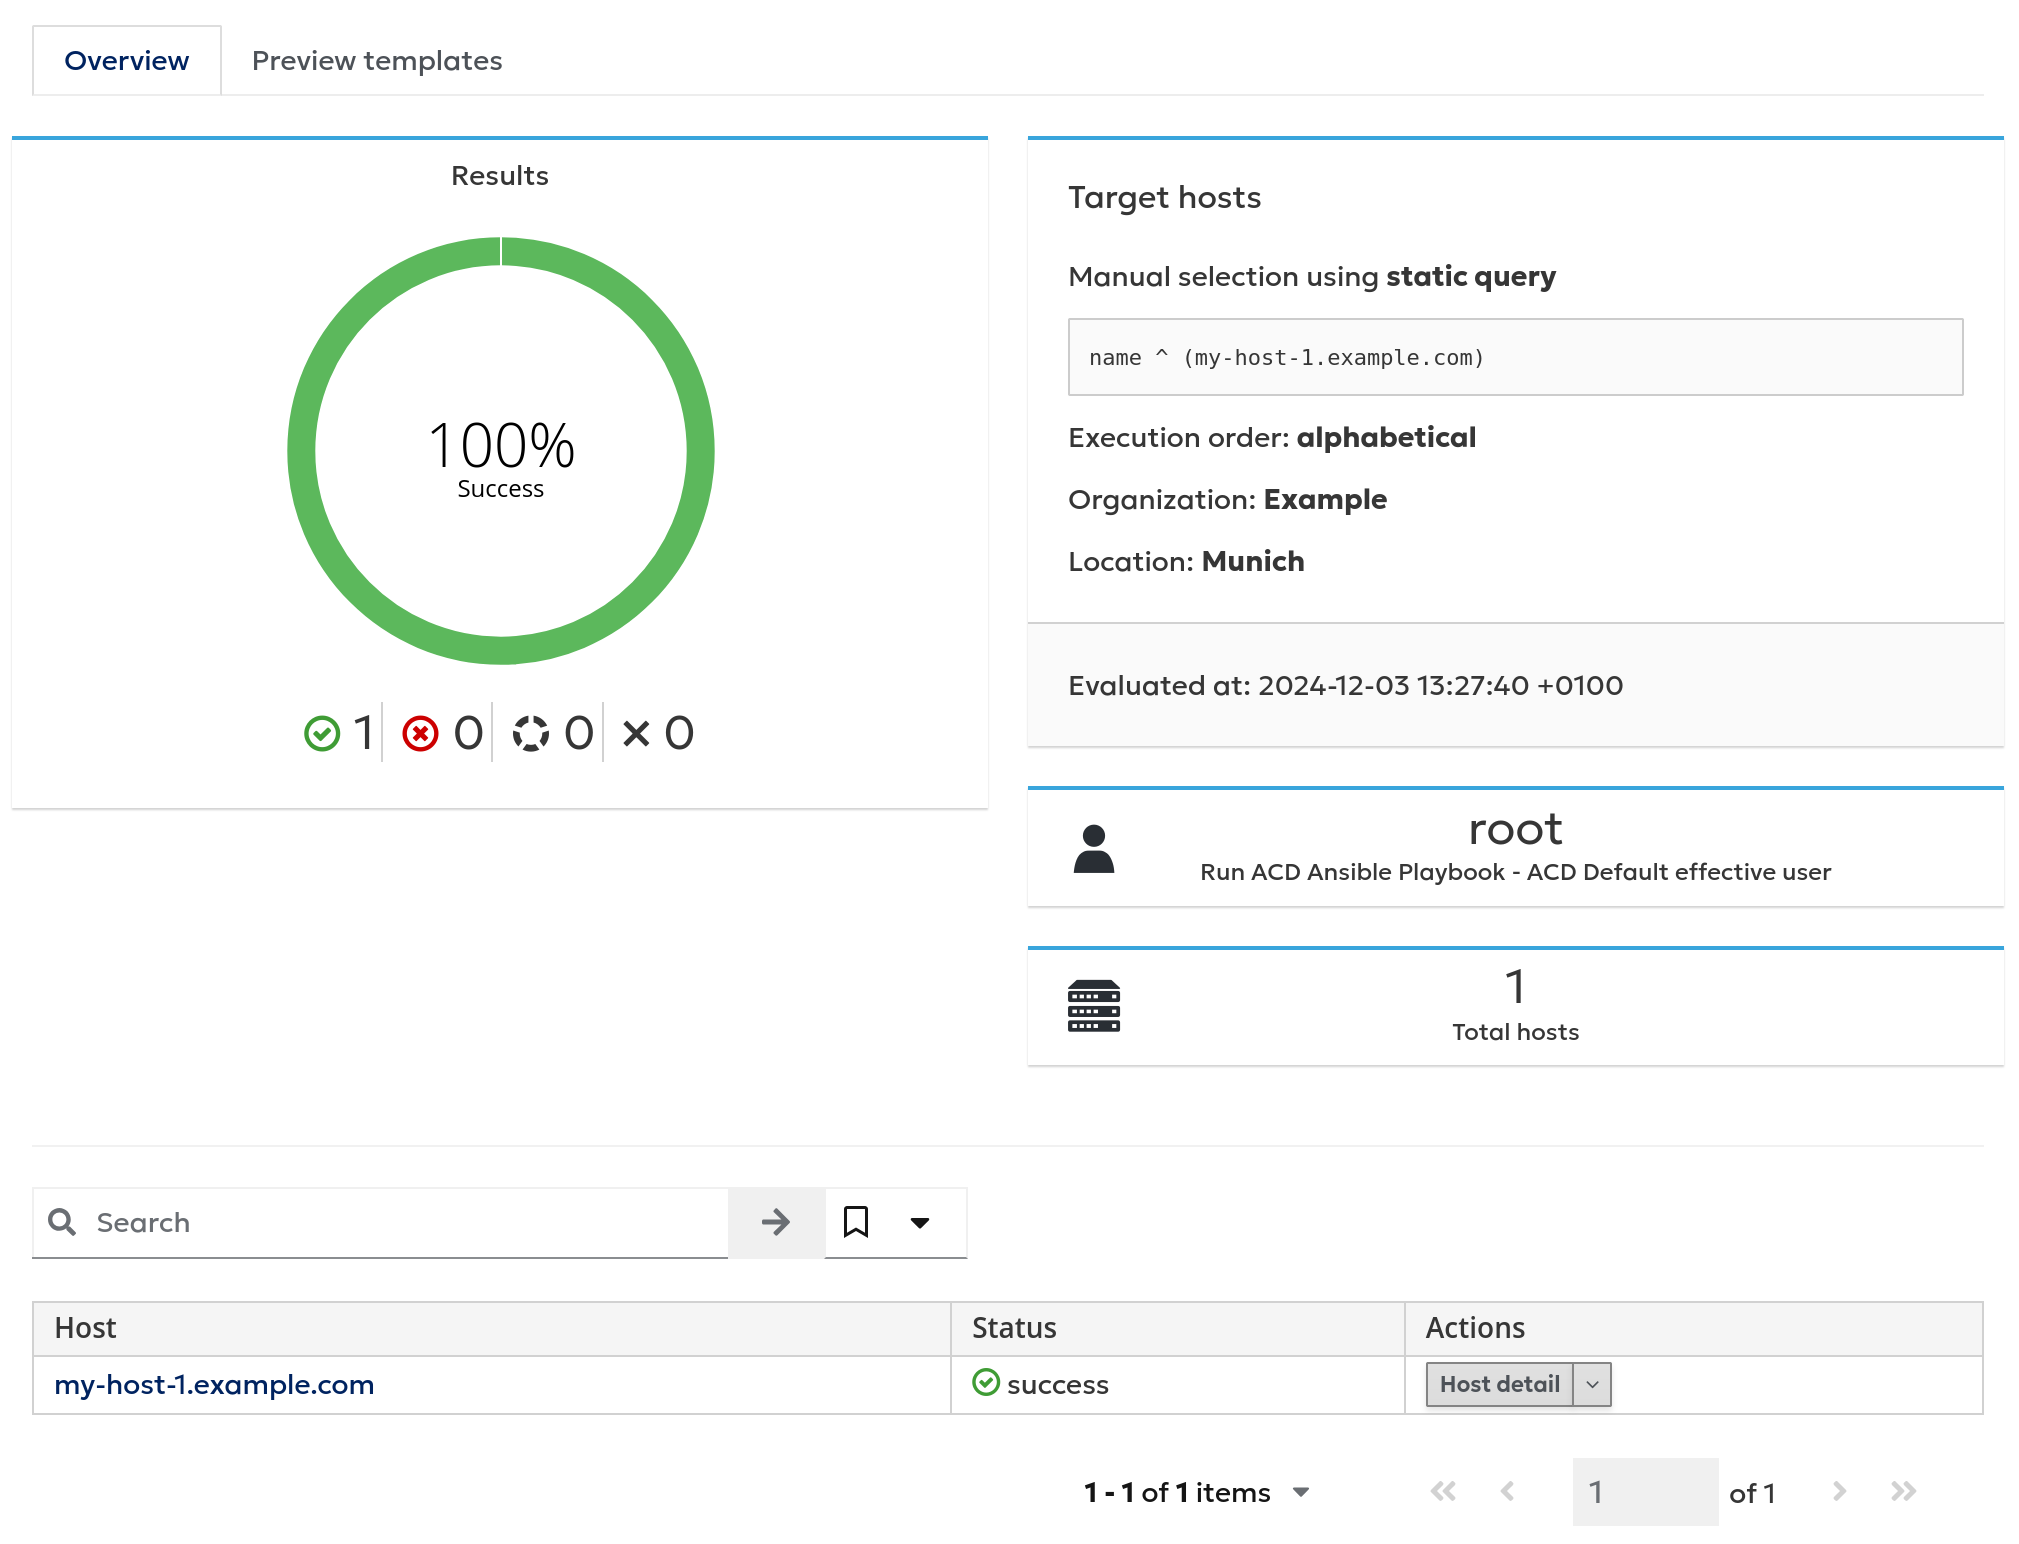 Overview
Preview templates
Results
100%
Success
1 0 0 0
Target hosts
Manual selection using static query
name ^ (my-host-1.example.com)
Execution order: alphabetical
Organization: Example
Location: Munich
Evaluated at: 2024-12-03 13:27:40 +0100
root
Run ACD Ansible Playbook - ACD Default effective user
1
Total hosts
Search
Host Status Actions
my-host-1.example.com success Host detail
1 - 1 of 1 items 1 of 1